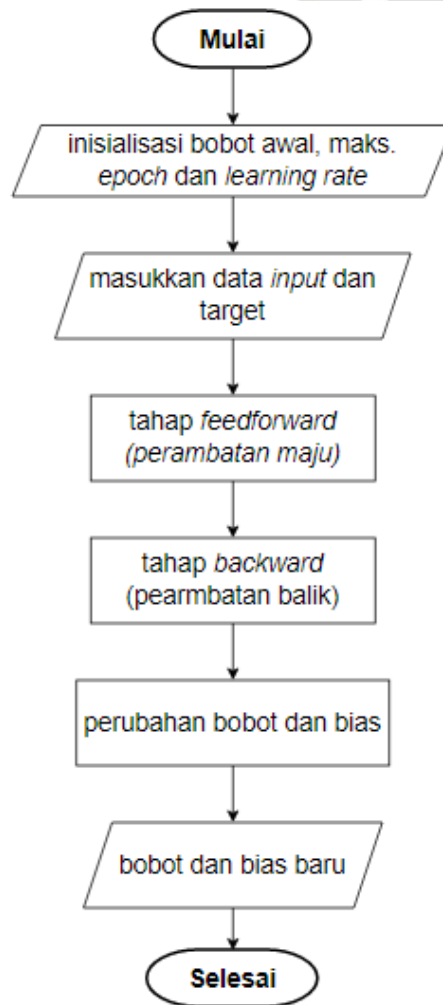 Mulai
inisialisasi bobot awal, maks.
epoch dan learning rate
masukkan data input dan
target
tahap feedforward
(perambatan maju)
tahap backward
(pearmbatan balik)
perubahan bobot dan bias
bobot dan bias baru
Selesai